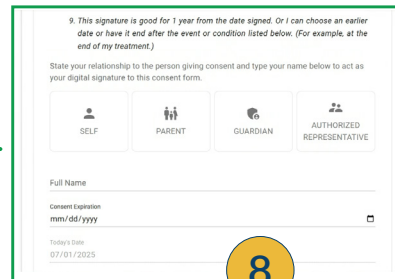 9. This signature is good for 1 year from the date signed. Or I can choose an earlier
date or have it end after the event or condition listed below. (For example, at the
end of my treatment.)
State your relationship to the person giving consent and type your name below to act as
your digital signature to this consent form.
SELF
PARENT
GUARDIAN
AUTHORIZED
REPRESENTATIVE
Full Name
Consent Expiration
mm/dd/yyyy
Today's Date
07/01/2025
8